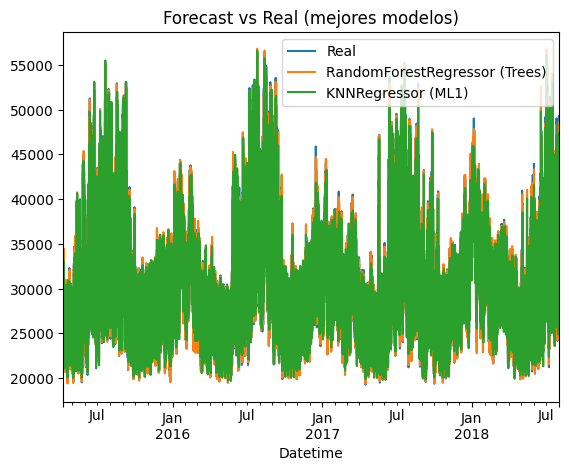 Forecast vs Real (mejores modelos)
Real
RandomForestRegressor (Trees)
KNNRegressor (ML1)
55000
50000
45000
40000
35000
30000
25000
20000
Jul Jan Jul Jan Jul Jan Jul
2016 2017 2018
Datetime